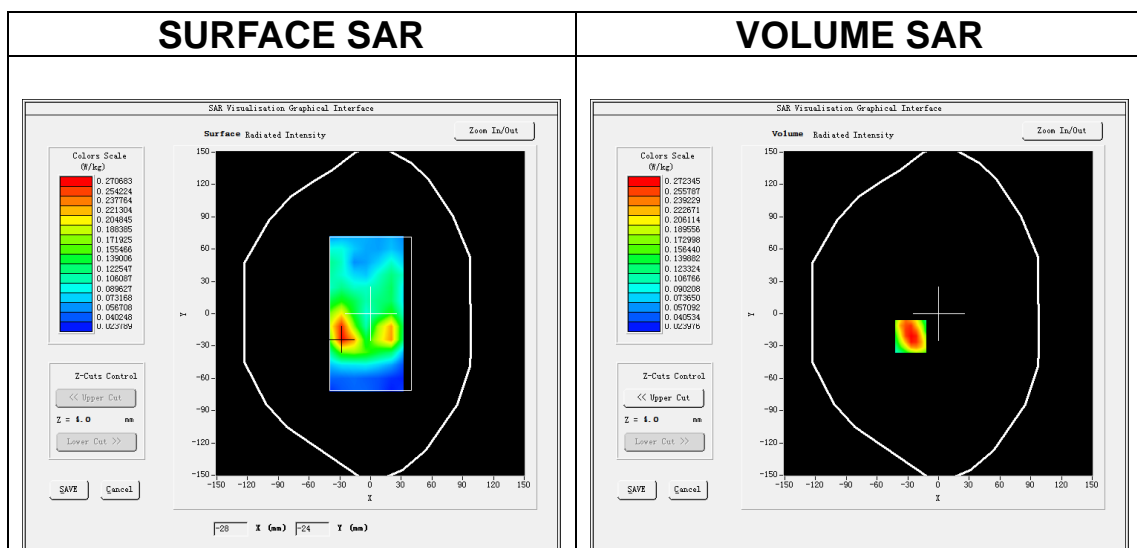 SURFACE SAR
VOLUME SAR
SAR Visualisation Graphical Interface
Surface Radiated Intensity
Zoom In/Out
Colors Scale
(W/kg)
0.270683
0.254224
0.237764
0.221304
0.204845
0.188385
0.171925
0.155466
0.139006
0.122547
0.106087
0.089627
0.073168
0.056708
0.040248
0.023789
Z-Cuts Control
<< Upper Cut
Z = 4.0 mm
Lower Cut >>
SAVE Cancel
150
120
90
60
30
0
-30
-60
-90
-120
-150
Y
-150 -120 -90 -60 -30 0 30 60 90 120 150
X
-28 X (mm) -24 Y (mm)
SAR Visualisation Graphical Interface
Volume Radiated Intensity
Zoom In/Out
Colors Scale
(W/kg)
0.272345
0.255787
0.239229
0.222671
0.206114
0.189556
0.172998
0.156440
0.139882
0.123324
0.106766
0.090208
0.073650
0.057092
0.040534
0.023976
Z-Cuts Control
<< Upper Cut
Z = 4.0 mm
Lower Cut >>
SAVE Cancel
150
120
90
60
30
0
-30
-60
-90
-120
-150
Y
-150 -120 -90 -60 -30 0 30 60 90 120 150
X